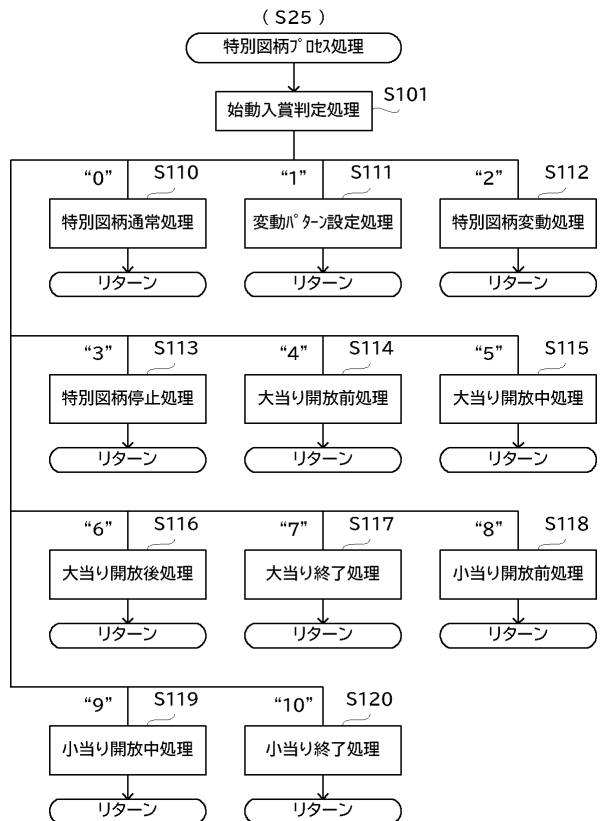 ( S25 )
特別図柄ﾌﾟﾛｾｽ処理
S101
始動入賞判定処理
“0” S110 “1” S111 “2” S112
特別図柄通常処理 変動ﾊﾟﾀｰﾝ設定処理 特別図柄変動処理
リターン リターン リターン
“3” S113 “4” S114 “5” S115
特別図柄停止処理 大当り開放前処理 大当り開放中処理
リターン リターン リターン
“6” S116 “7” S117 “8” S118
大当り開放後処理 大当り終了処理 小当り開放前処理
リターン リターン リターン
“9” S119 “10” S120
小当り開放中処理 小当り終了処理
リターン リターン